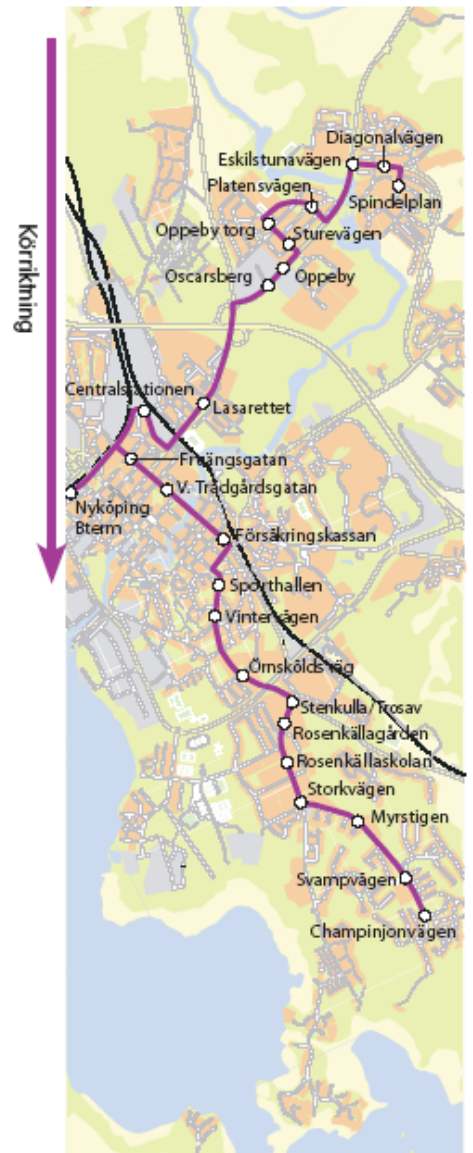 Körriktning
Diagonalvägen
Eskilstunavägen
Platensvägen
Spindelplan
Oppeby torg
Sturevägen
Oscarsberg
Oppeby
Centralstationen
Lasarettet
Fruängsgatan
V. Trädgårdsgatan
Nyköping
Bterm
Försäkringskassan
Sporthallen
Vintervägen
Örnsköldsväg
Stenkulla/Trosav
Rosenkällagården
Rosenkällaskolan
Storkvägen
Myrstigen
Svampvägen
Champinjonvägen